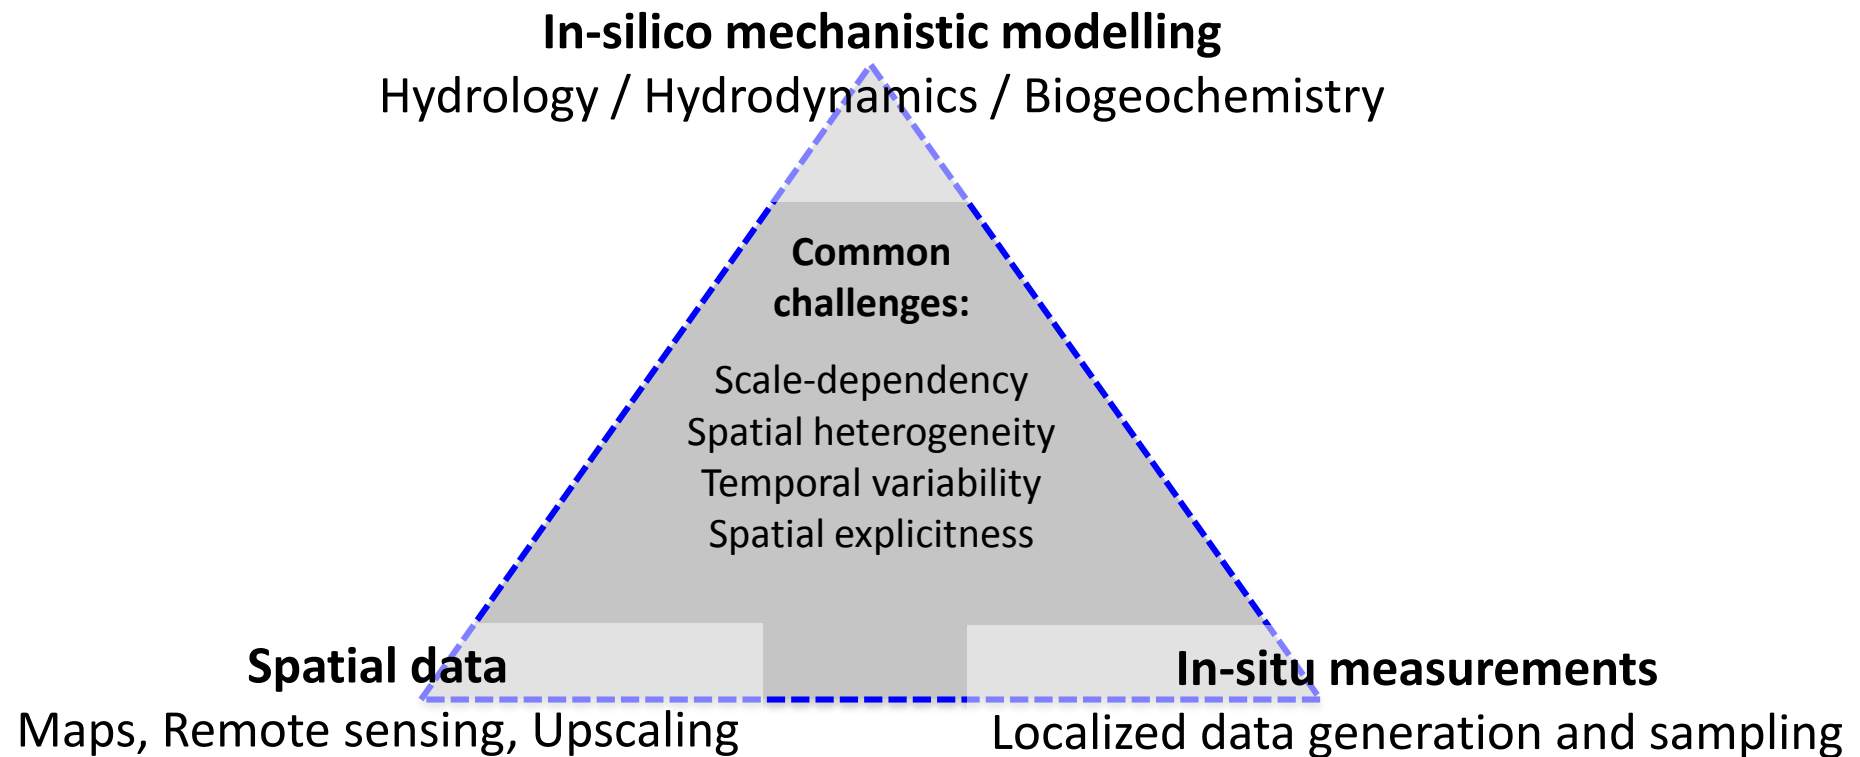 In-silico mechanistic modelling
Hydrology / Hydrodynamics / Biogeochemistry
Common
challenges:
Scale-dependency
Spatial heterogeneity
Temporal variability
Spatial explicitness
Spatial data
Maps, Remote sensing, Upscaling
In-situ measurements
Localized data generation and sampling